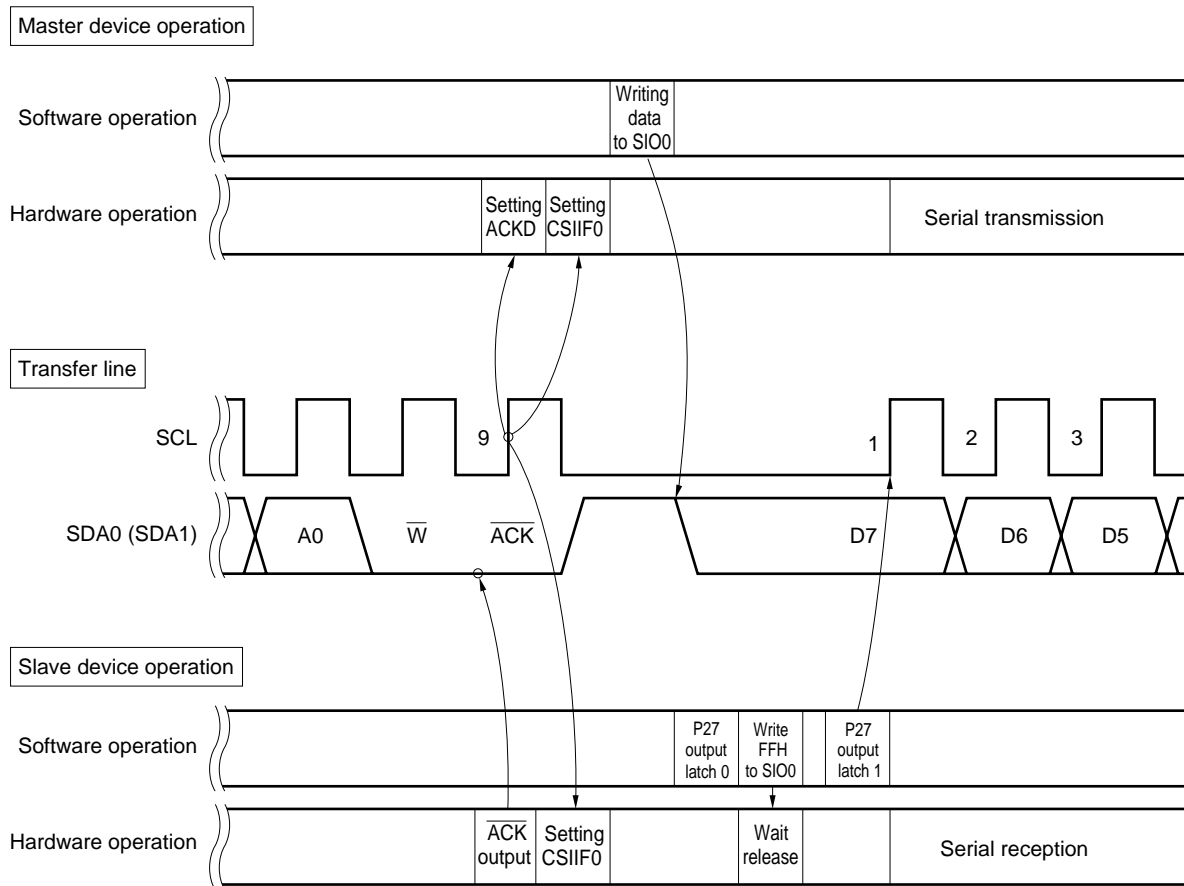 Master device operation
Software operation
Writing
data
to SIO0
Hardware operation
Setting
ACKD
Setting
CSIIF0
Serial transmission
Transfer line
SCL
9
1
2
3
SDA0 (SDA1)
A0
W̅
A̅C̅K̅
D7
D6
D5
Slave device operation
Software operation
P27
output
latch 0
Write
FFH
to SIO0
P27
output
latch 1
Hardware operation
A̅C̅K̅
output
Setting
CSIIF0
Wait
release
Serial reception